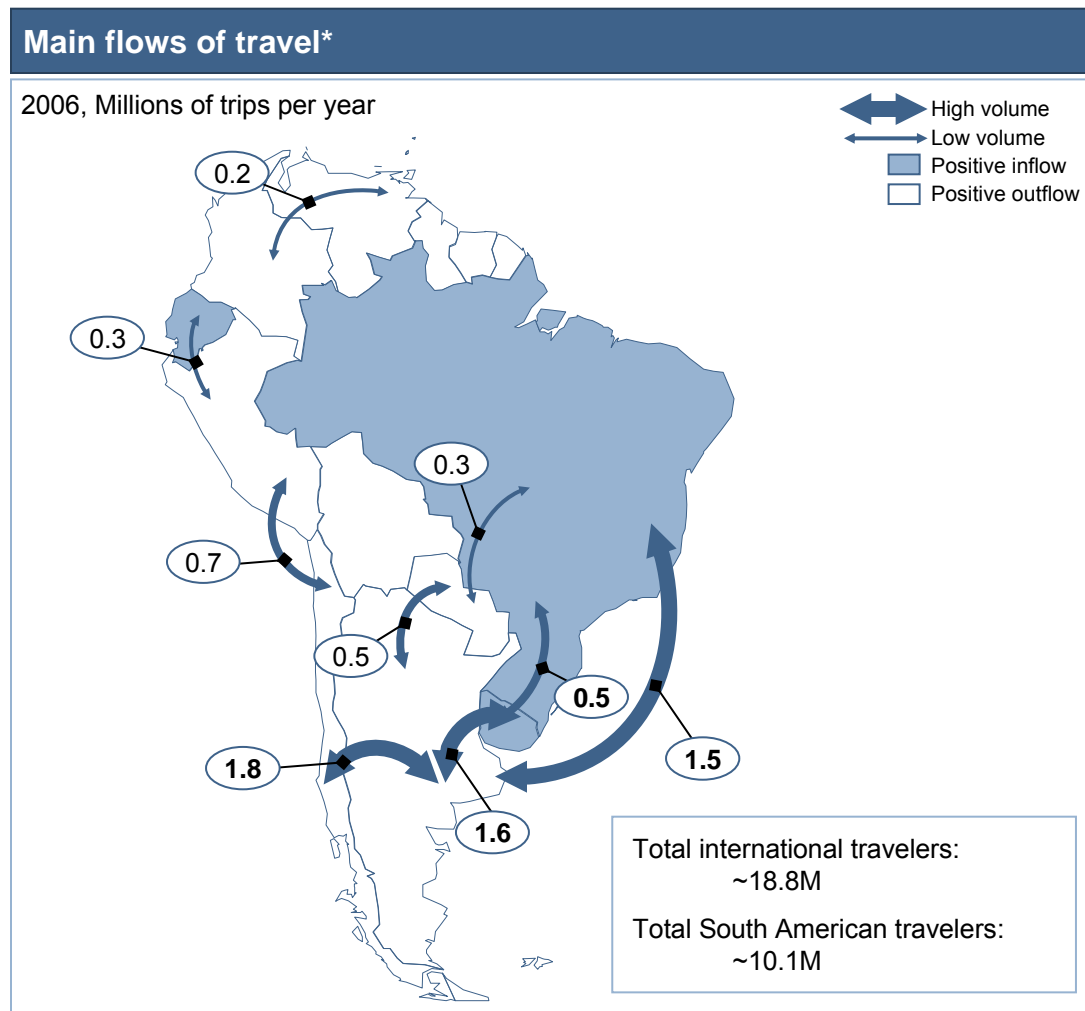 Main flows of travel*
2006, Millions of trips per year
High volume
Low volume
Positive inflow
Positive outflow
0.2
0.3
0.3
0.7
0.5
0.5
1.8
1.5
1.6
Total international travelers:
~18.8M
Total South American travelers:
~10.1M